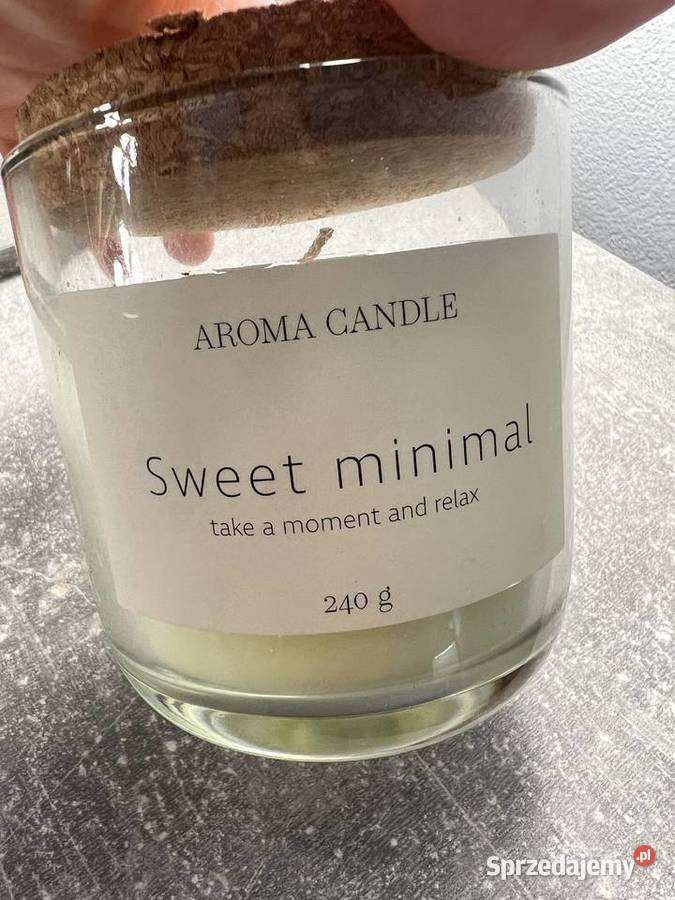 AROMA CANDLE
Sweet minimal
take a moment and relax
240 g
Sprzedajemy.pl